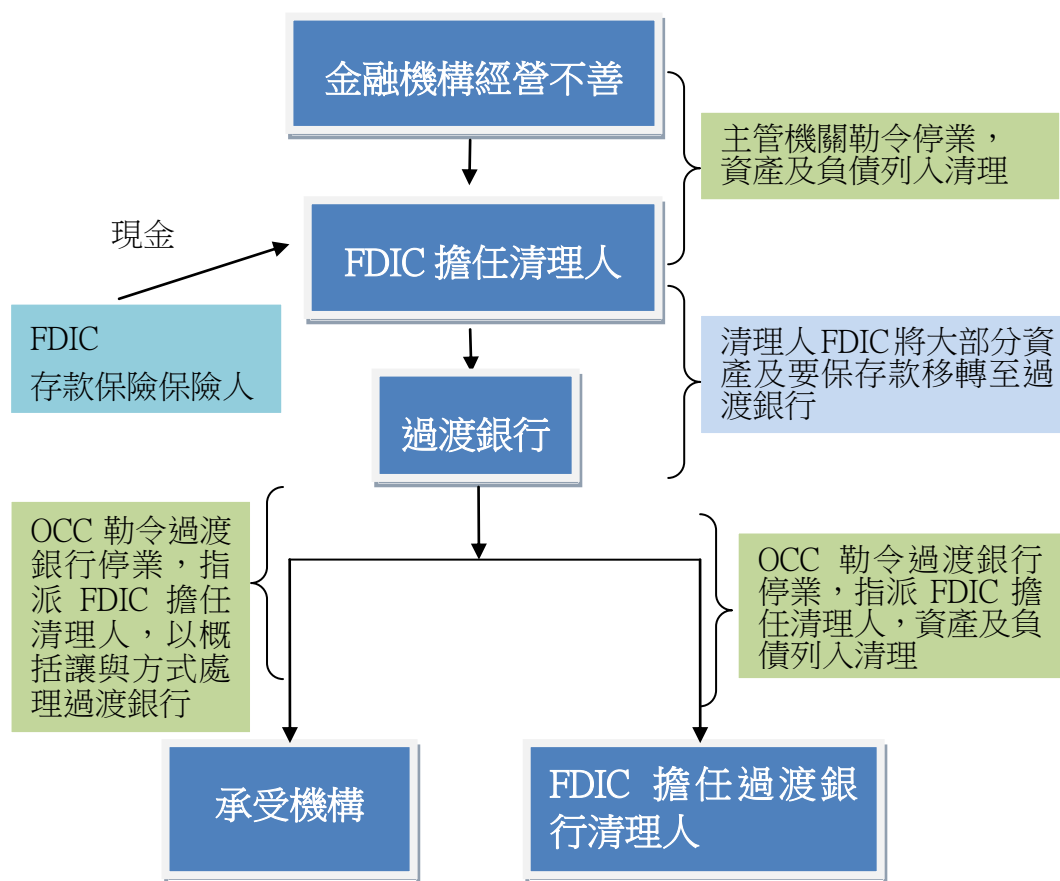 金融機構經營不善
主管機關勒令停業，
資產及負債列入清理
現金
FDIC 擔任清理人
FDIC
存款保險保險人
清理人 FDIC 將大部分資
產及要保存款移轉至過
渡銀行
過渡銀行
OCC 勒令過渡
銀行停業，指
派 FDIC 擔任
清理人，以概
括讓與方式處
理過渡銀行
OCC 勒令過渡銀行
停業，指派 FDIC 擔
任清理人，資產及負
債列入清理
承受機構
FDIC 擔任過渡銀
行清理人